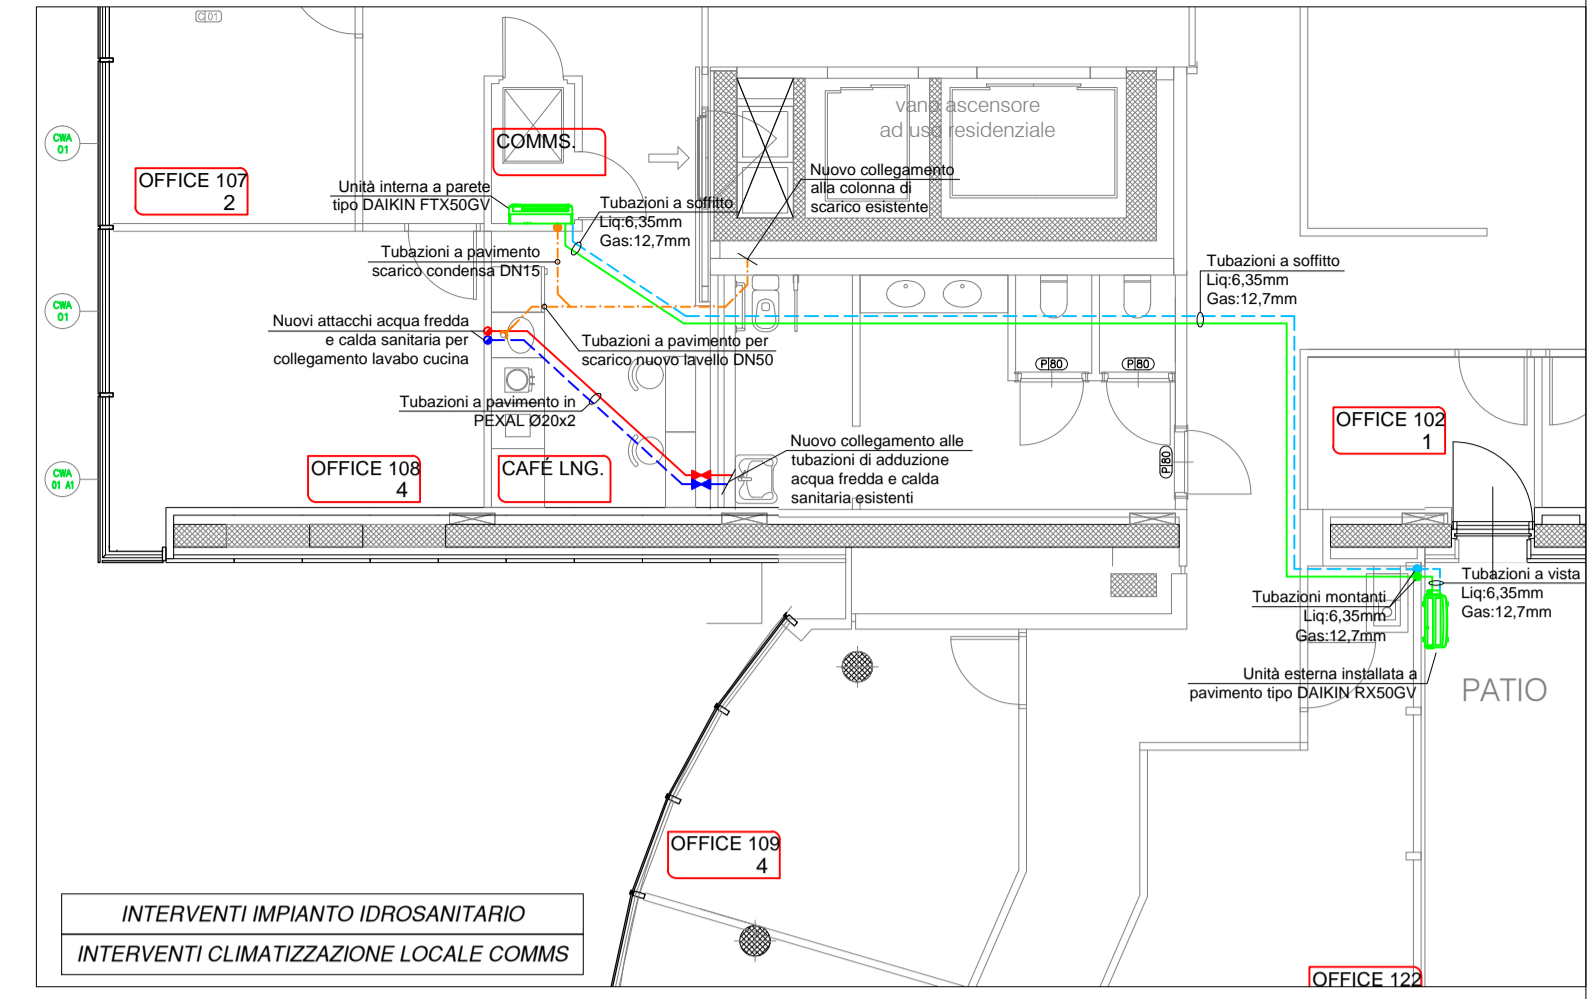 C 01
vano ascensore
ad uso residenziale
CWA
01
COMMS.
OFFICE 107
2
Unità interna a parete
tipo DAIKIN FTX50GV
Tubazioni a soffitto
Liq:6,35mm
Gas:12,7mm
Nuovo collegamento
alla colonna di
scarico esistente
Tubazioni a pavimento
scarico condensa DN15
Tubazioni a soffitto
Liq:6,35mm
Gas:12,7mm
CWA
01
Nuovi attacchi acqua fredda
e calda sanitaria per
collegamento lavabo cucina
Tubazioni a pavimento per
scarico nuovo lavello DN50
P|80
P|80
Tubazioni a pavimento in
PEXAL Ø20x2
OFFICE 102
1
Nuovo collegamento alle
tubazioni di adduzione
acqua fredda e calda
sanitaria esistenti
P|80
CWA
01 A1
OFFICE 108
4
CAFÉ LNG.
Tubazioni montanti
Liq:6,35mm
Gas:12,7mm
Tubazioni a vista
Liq:6,35mm
Gas:12,7mm
Unità esterna installata a
pavimento tipo DAIKIN RX50GV
PATIO
OFFICE 109
4
INTERVENTI IMPIANTO IDROSANITARIO
INTERVENTI CLIMATIZZAZIONE LOCALE COMMS
OFFICE 122